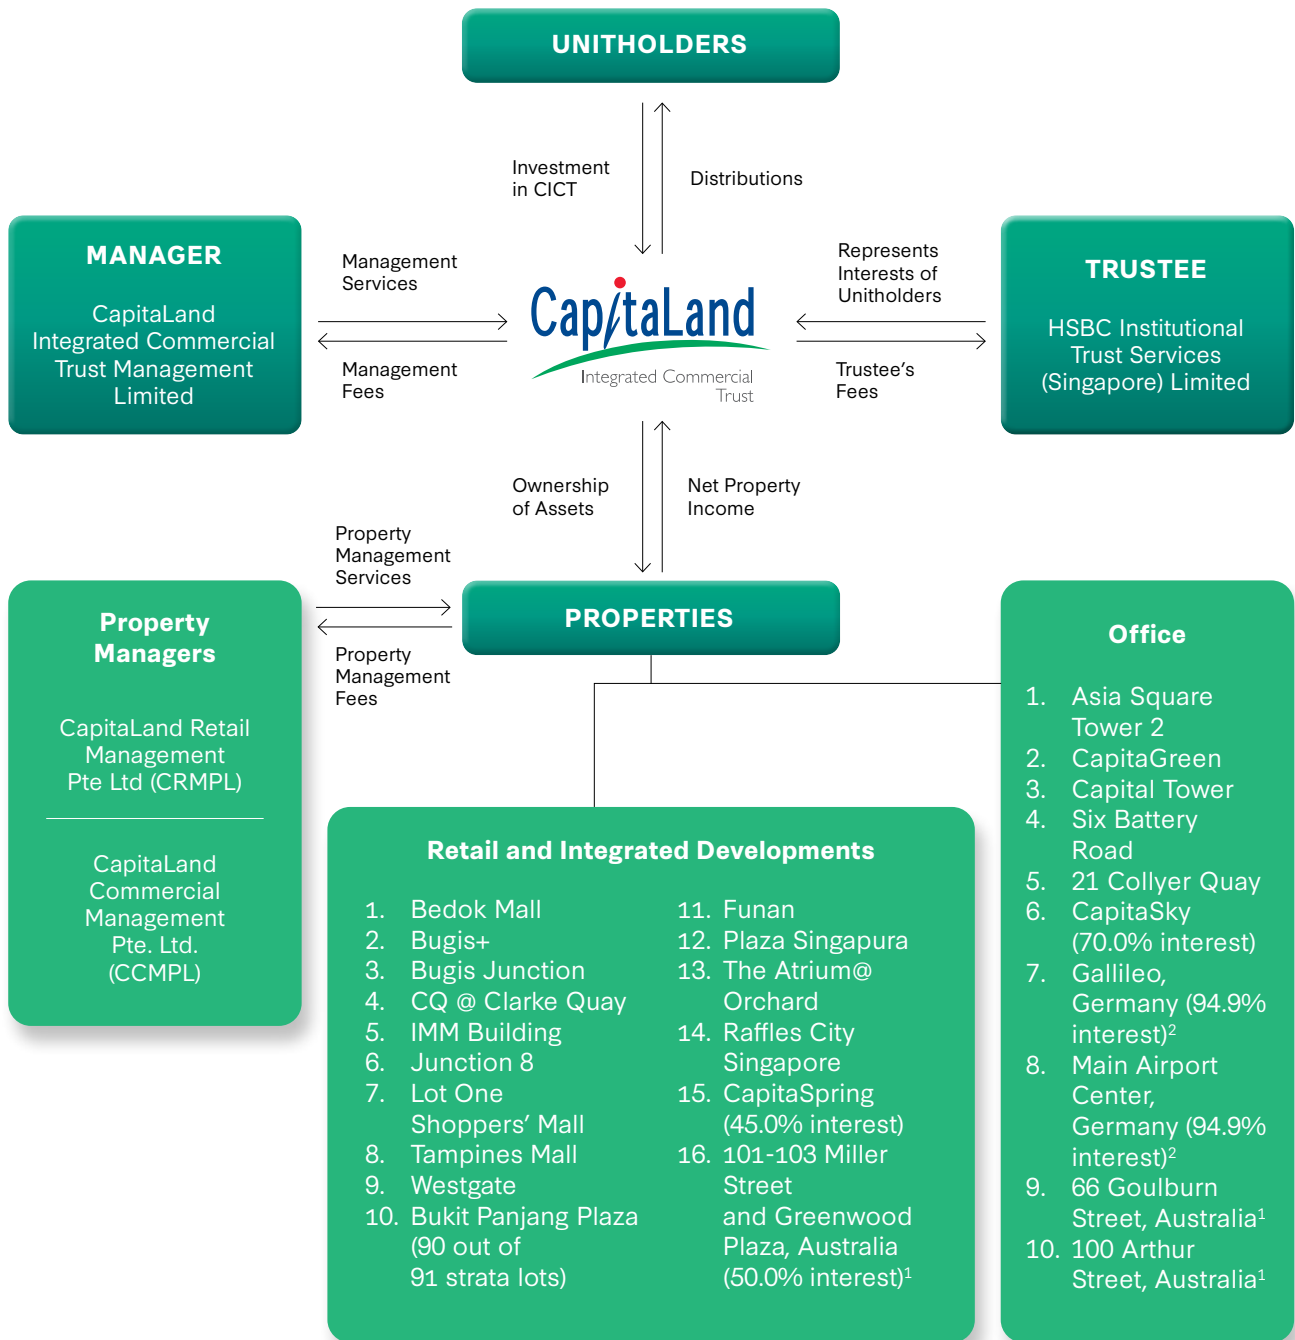 UNITHOLDERS
Investment
in CICT
Distributions
MANAGER
CapitaLand
Integrated Commercial
Trust Management
Limited
Management
Services
Management
Fees
CapitaLand
Integrated Commercial
Trust
Represents
Interests of
Unitholders
Trustee's
Fees
TRUSTEE
HSBC Institutional
Trust Services
(Singapore) Limited
Ownership
of Assets
Net Property
Income
Property
Management
Services
Property
Management
Fees
PROPERTIES
Property
Managers
CapitaLand Retail
Management
Pte Ltd (CRMPL)
CapitaLand
Commercial
Management
Pte. Ltd.
(CCMPL)
Retail and Integrated Developments
1. Bedok Mall
2. Bugis+
3. Bugis Junction
4. CQ @ Clarke Quay
5. IMM Building
6. Junction 8
7. Lot One
Shoppers' Mall
8. Tampines Mall
9. Westgate
10. Bukit Panjang Plaza
(90 out of
91 strata lots)
11. Funan
12. Plaza Singapura
13. The Atrium@
Orchard
14. Raffles City
Singapore
15. CapitaSpring
(45.0% interest)
16. 101-103 Miller
Street
and Greenwood
Plaza, Australia
(50.0% interest)¹
Office
1. Asia Square
Tower 2
2. CapitaGreen
3. Capital Tower
4. Six Battery
Road
5. 21 Collyer Quay
6. CapitaSky
(70.0% interest)
7. Gallileo,
Germany (94.9%
interest)²
8. Main Airport
Center,
Germany (94.9%
interest)²
9. 66 Goulburn
Street, Australia¹
10. 100 Arthur
Street, Australia¹